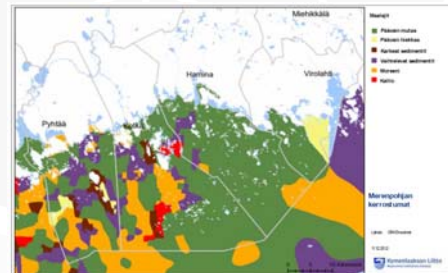 Miehikkälä
Hamina
Virolahti
Pyhtää
Maalajit
Pääosin mutaa
Pääosin hiekkaa
Karkeat sedimentit
Vaihtelevat sedimentit
Moreeni
Kallio
Merenpohjan
kerrostumat
Kymenlaakson Liitto